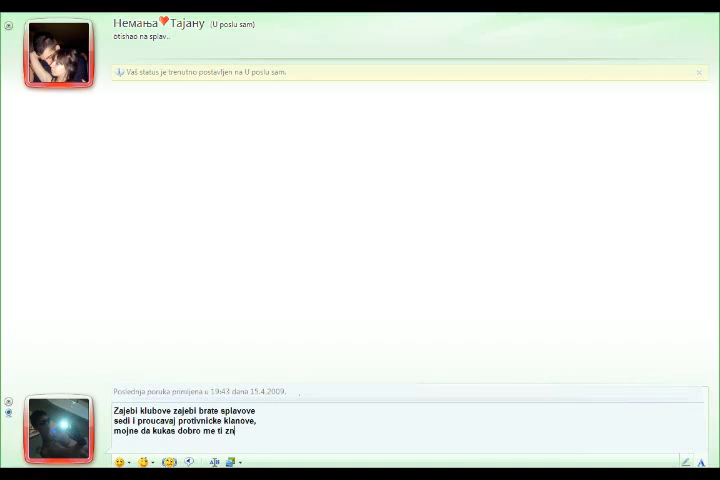 Немања❤Тајану (U poslu sam)
otishao na splav..
Vaš status je trenutno postavljen na U poslu sam.
Poslednja poruka primljena u 19:43 dana 15.4.2009.
Zajebi klubove zajebi brate splavove
sedi i proucavaj protivnicke klanove,
mojne da kukas dobro me ti zn